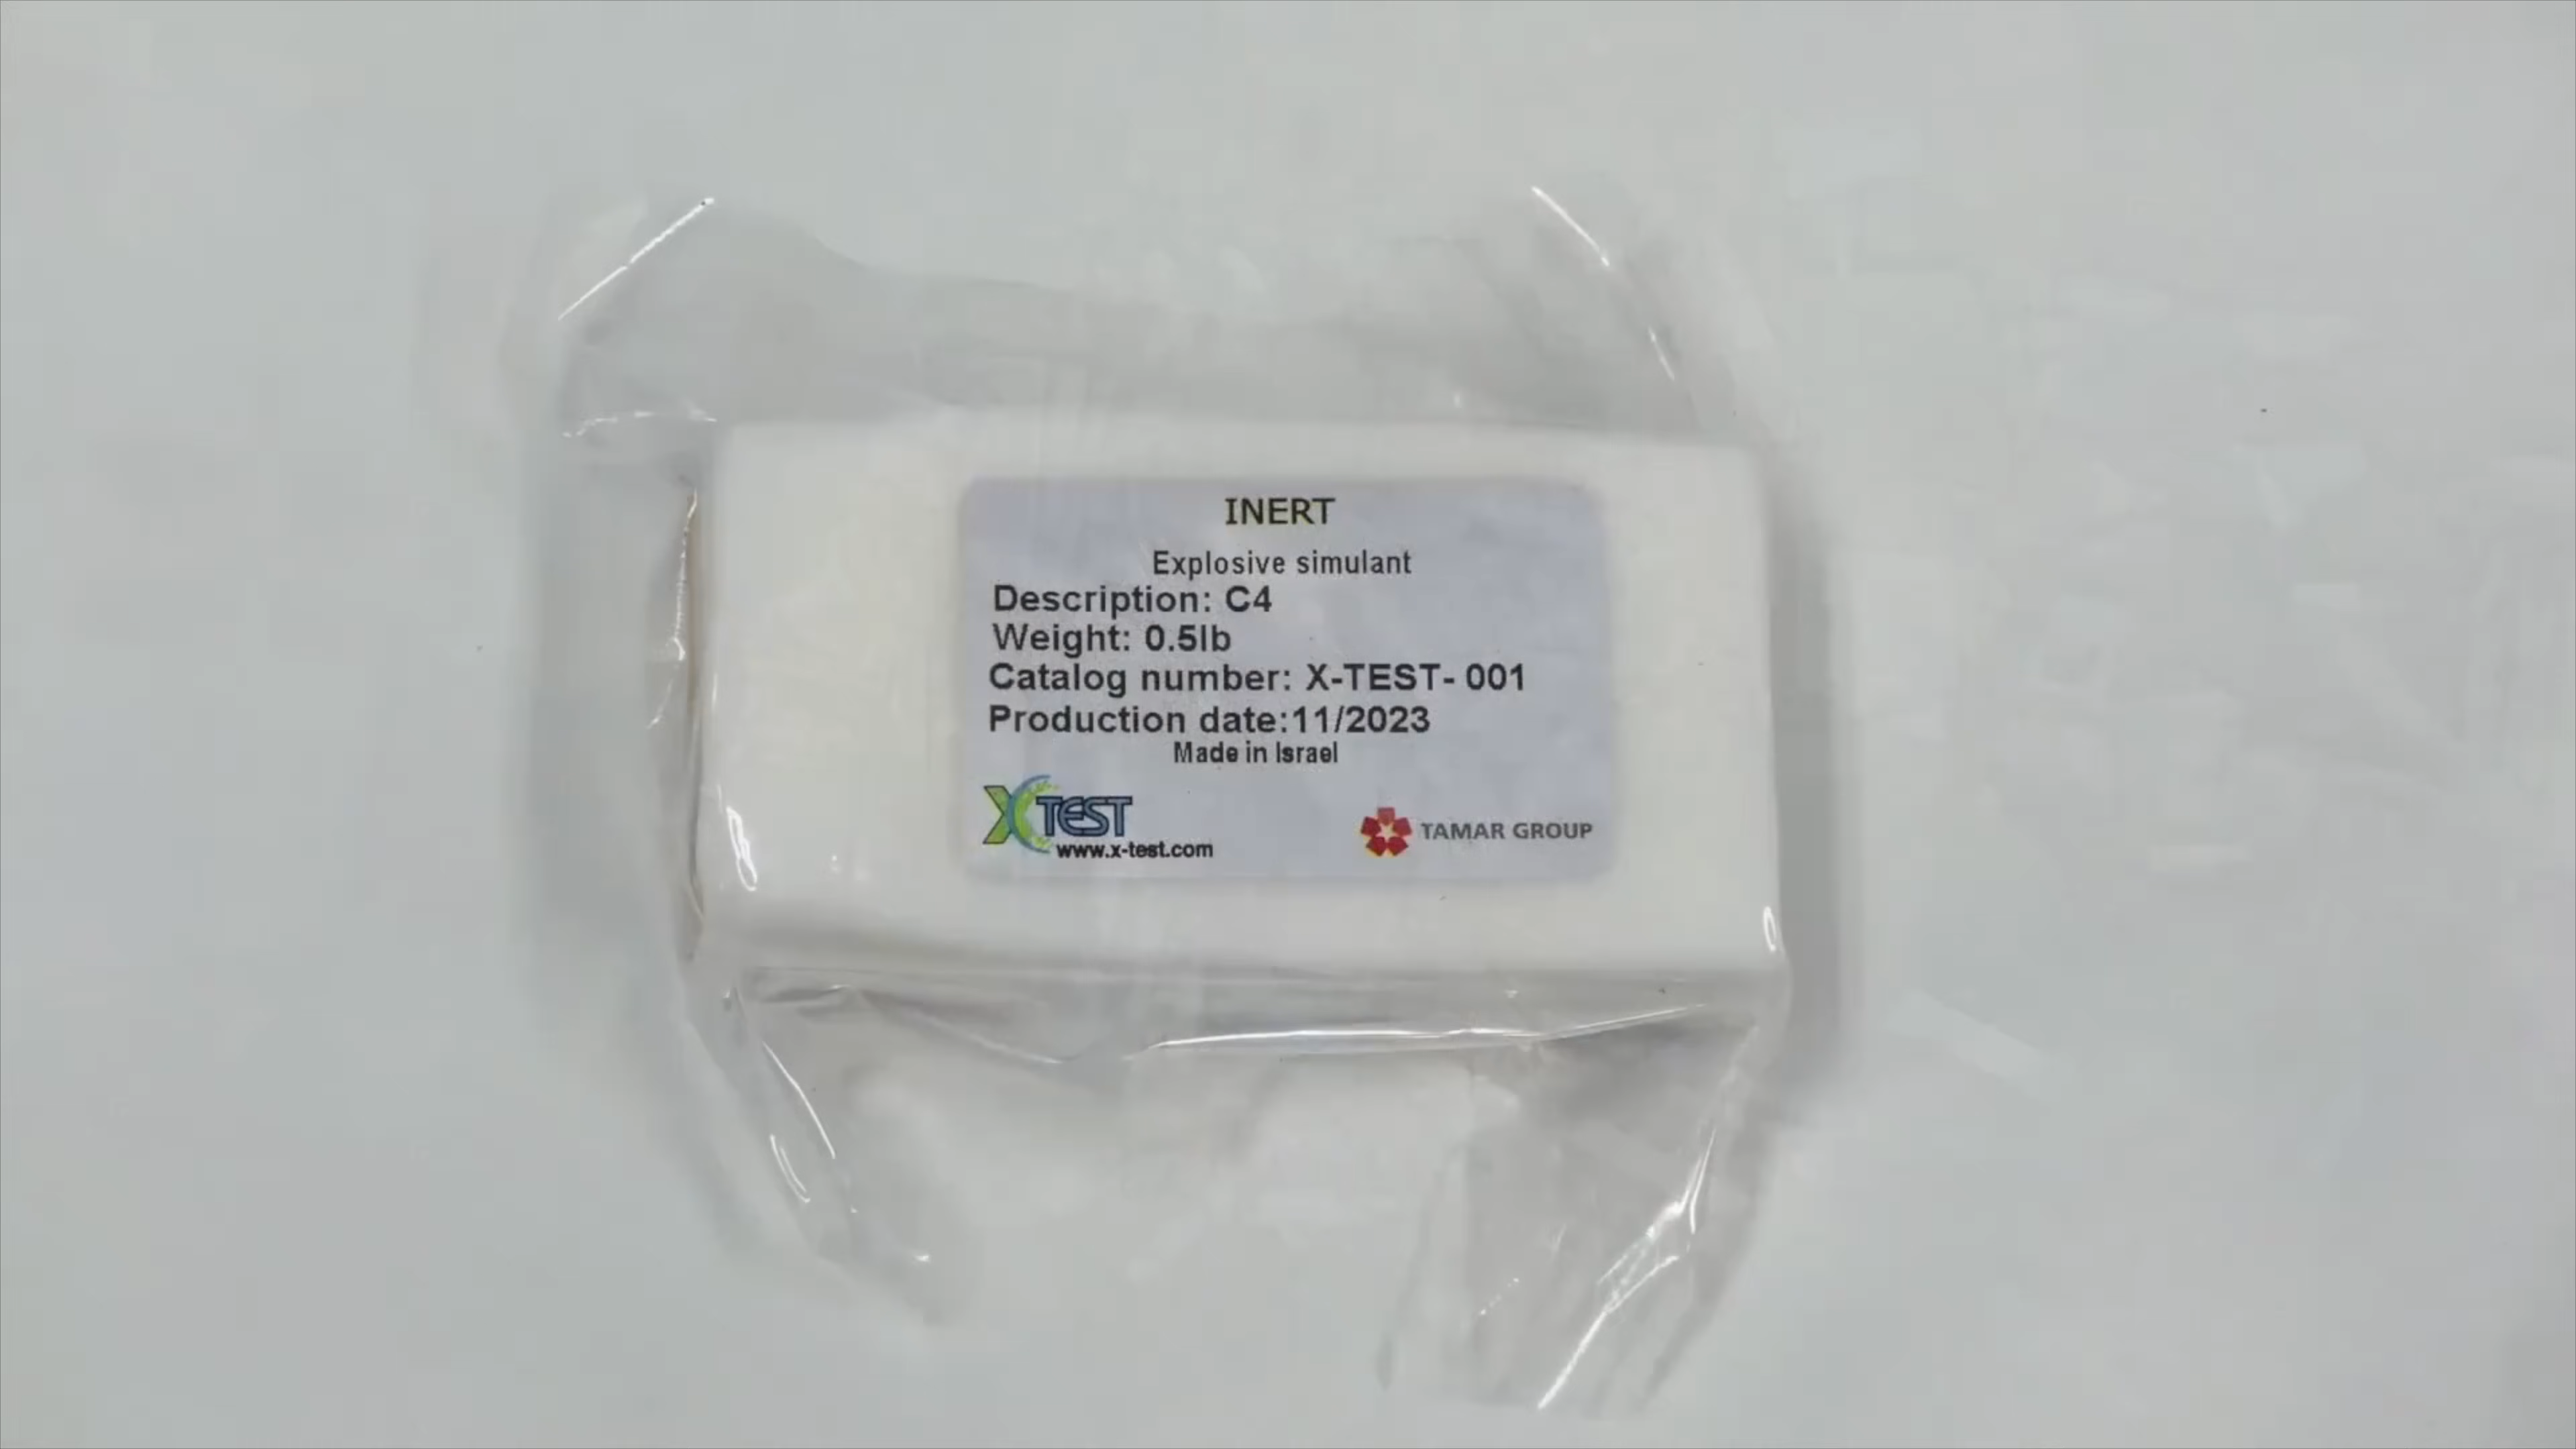 INERT
Explosive simulant
Description: C4
Weight: 0.5lb
Catalog number: X-TEST- 001
Production date:11/2023
Made in Israel
X TEST
www.x-test.com
TAMAR GROUP